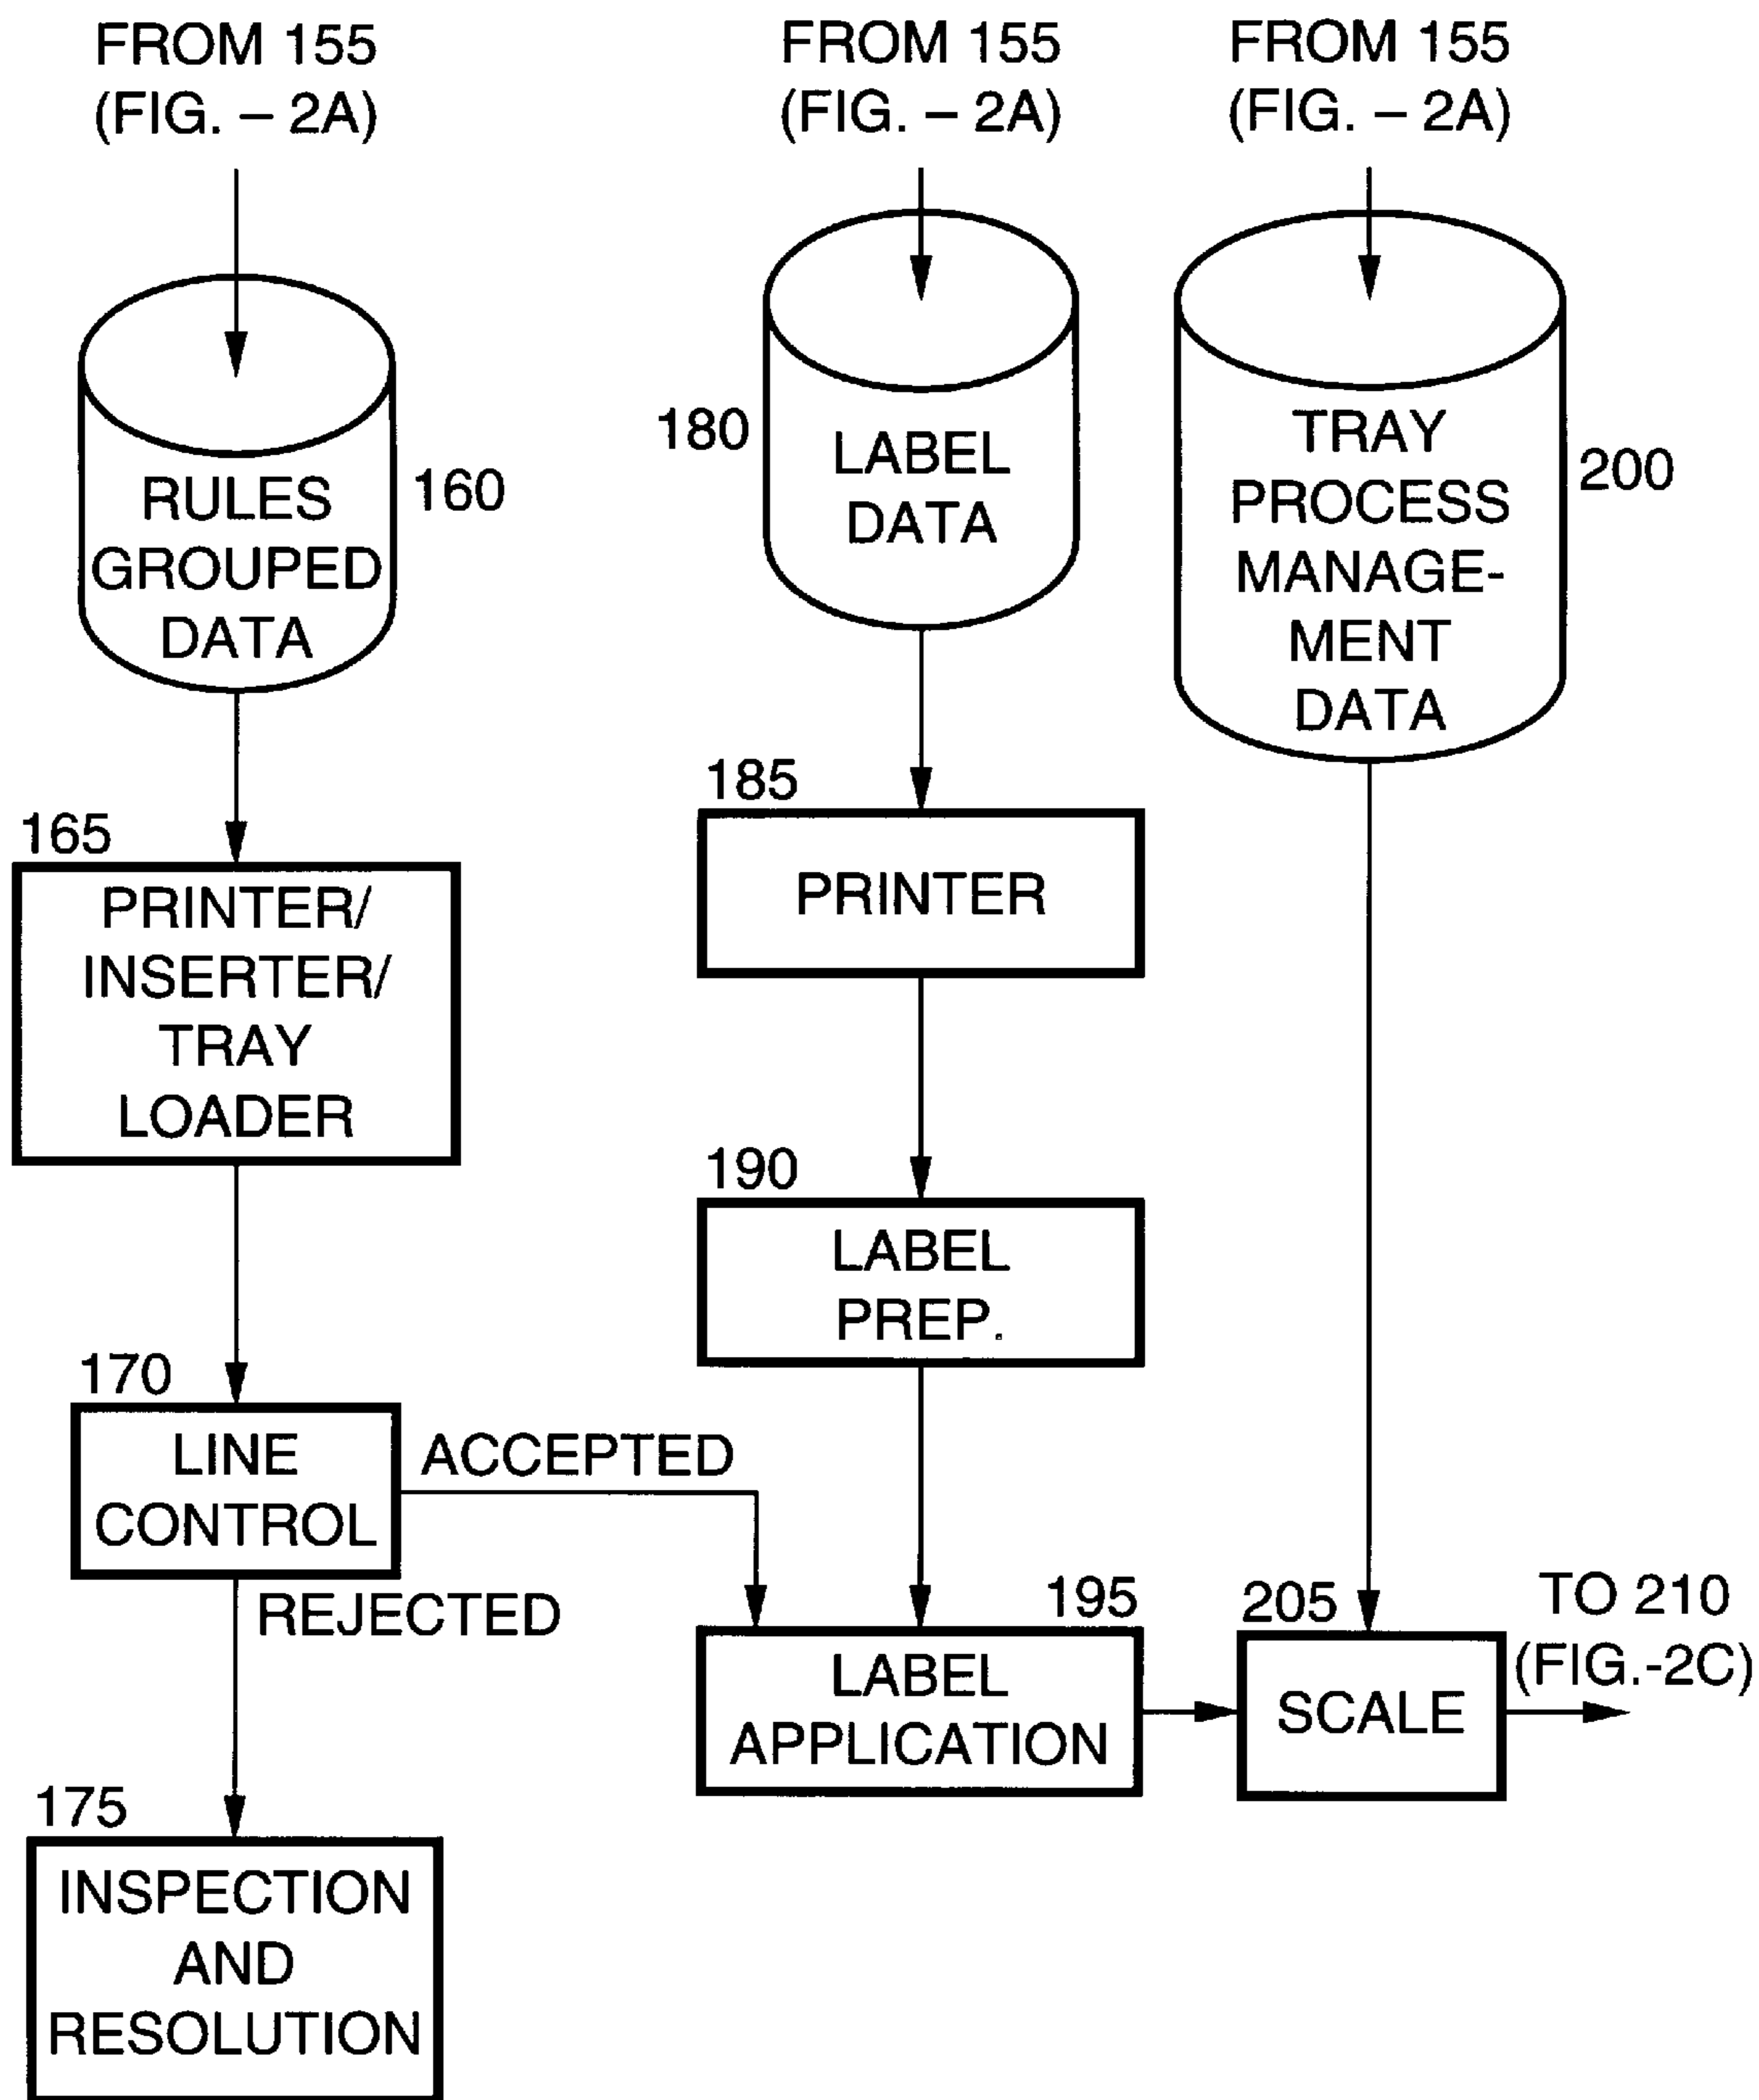 FROM 155
(FIG. – 2A)
FROM 155
(FIG. – 2A)
FROM 155
(FIG. – 2A)
RULES
GROUPED
DATA
160
180
LABEL
DATA
TRAY
PROCESS
MANAGE-
MENT
DATA
200
165
PRINTER/
INSERTER/
TRAY
LOADER
185
PRINTER
190
LABEL
PREP.
170
LINE
CONTROL
ACCEPTED
REJECTED
195
LABEL
APPLICATION
205
SCALE
TO 210
(FIG.-2C)
175
INSPECTION
AND
RESOLUTION